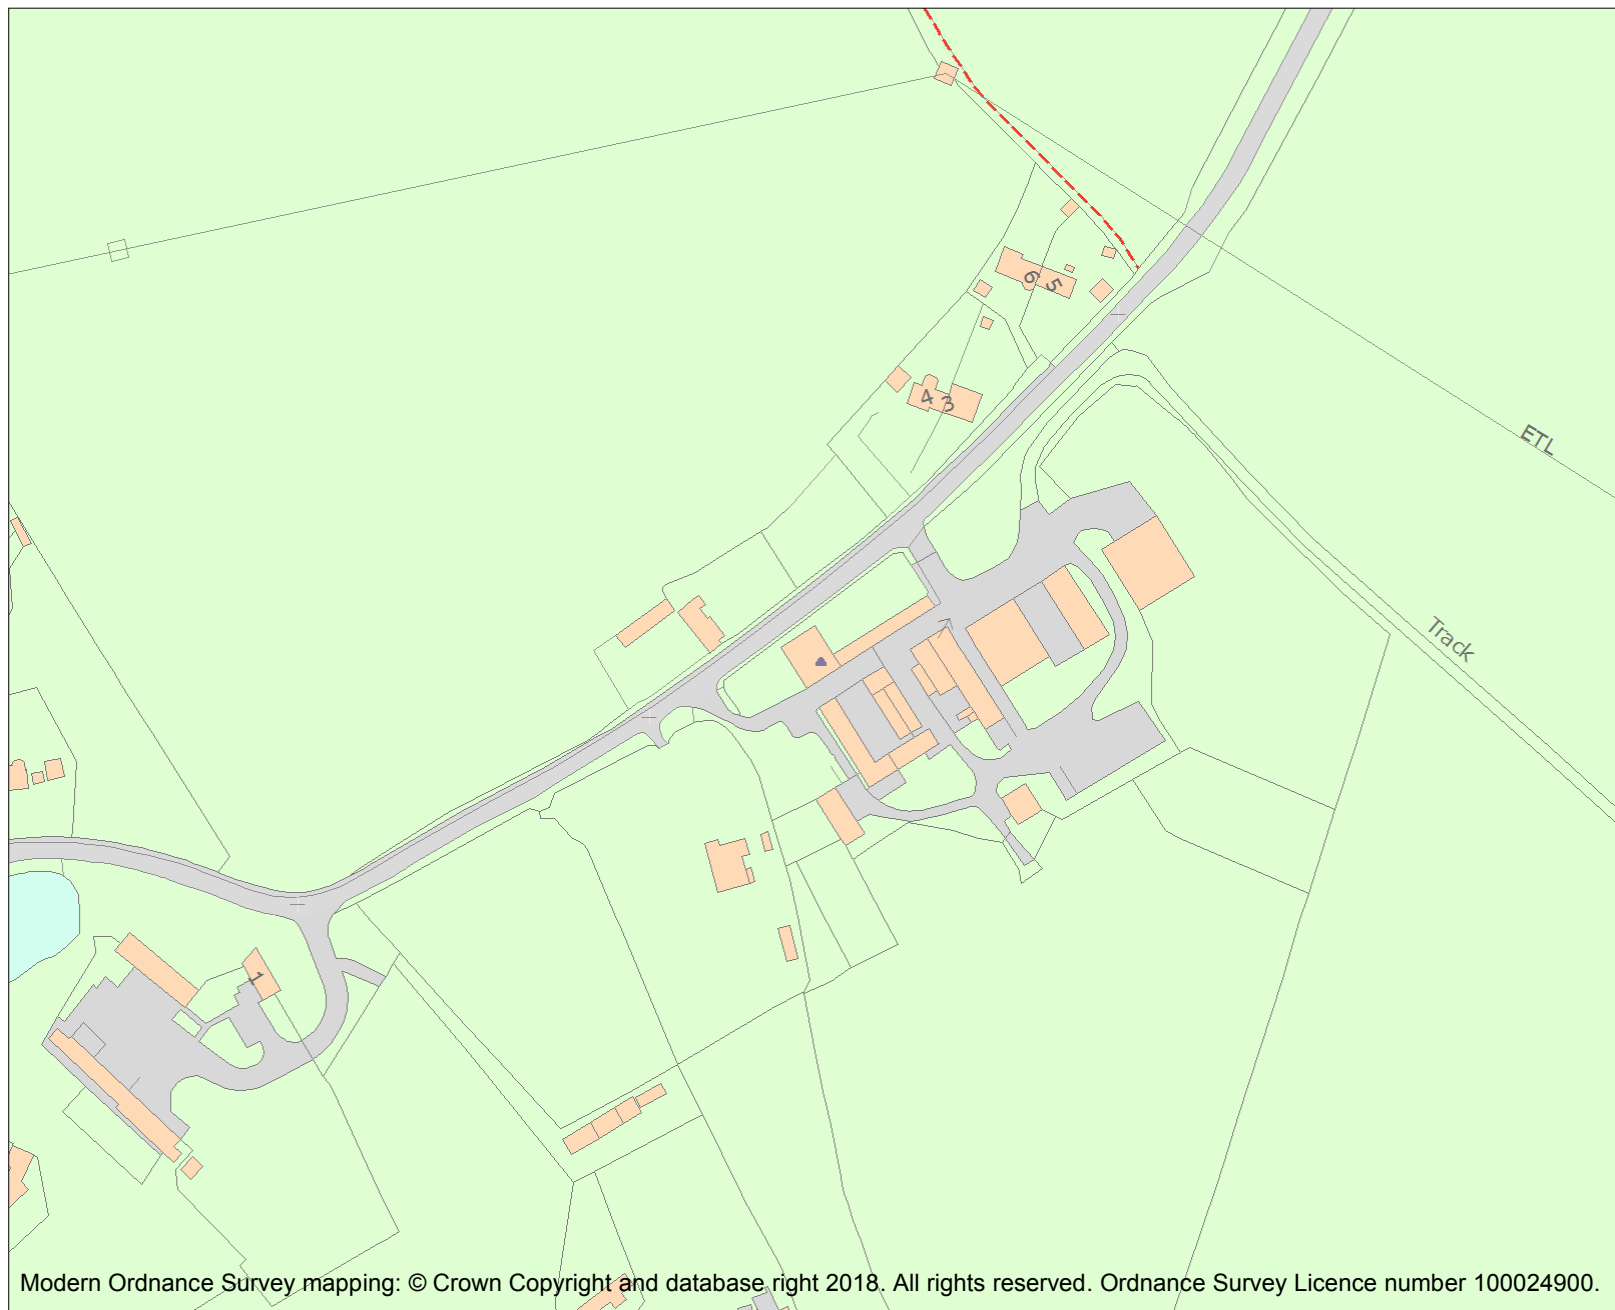 6 5
4 3
ETL
Track
1
Modern Ordnance Survey mapping: © Crown Copyright and database right 2018. All rights reserved. Ordnance Survey Licence number 100024900.